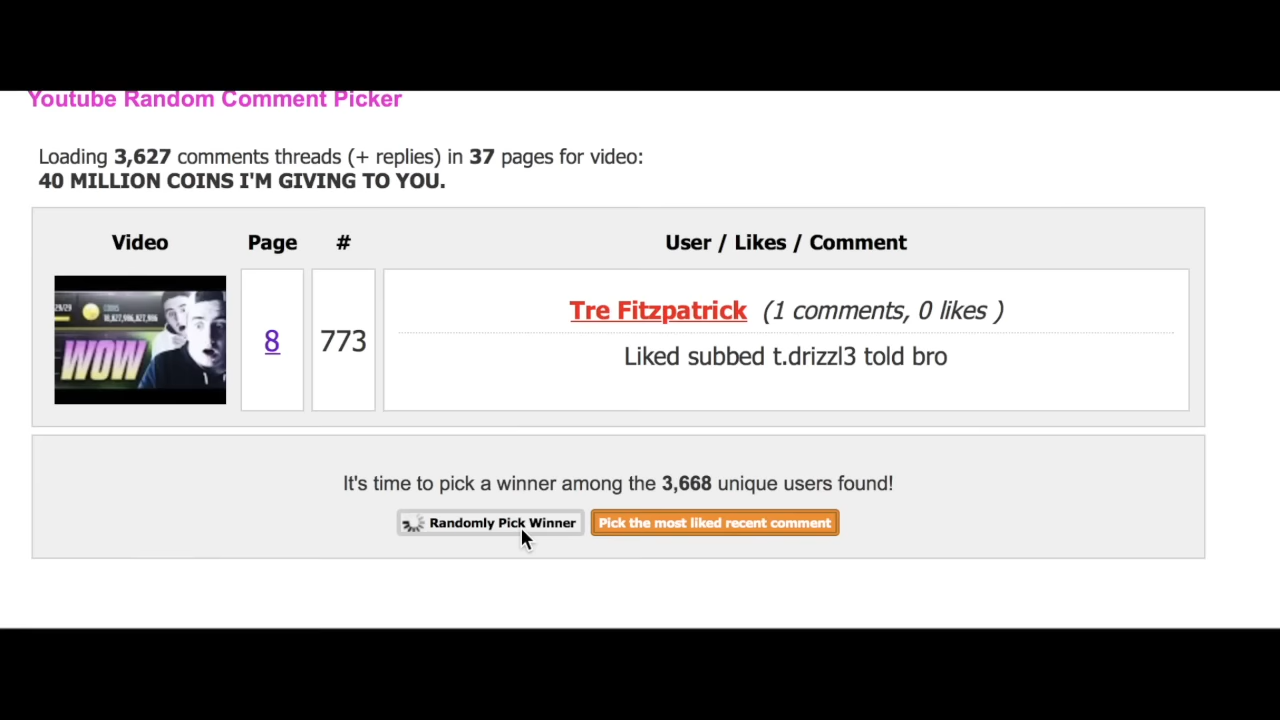 Youtube Random Comment Picker
Loading 3,627 comments threads (+ replies) in 37 pages for video:
40 MILLION COINS I'M GIVING TO YOU.
Video Page # User / Likes / Comment
COINS
WOW
8 773
Tre Fitzpatrick (1 comments, 0 likes )
Liked subbed t.drizzl3 told bro
It's time to pick a winner among the 3,668 unique users found!
Randomly Pick Winner Pick the most liked recent comment